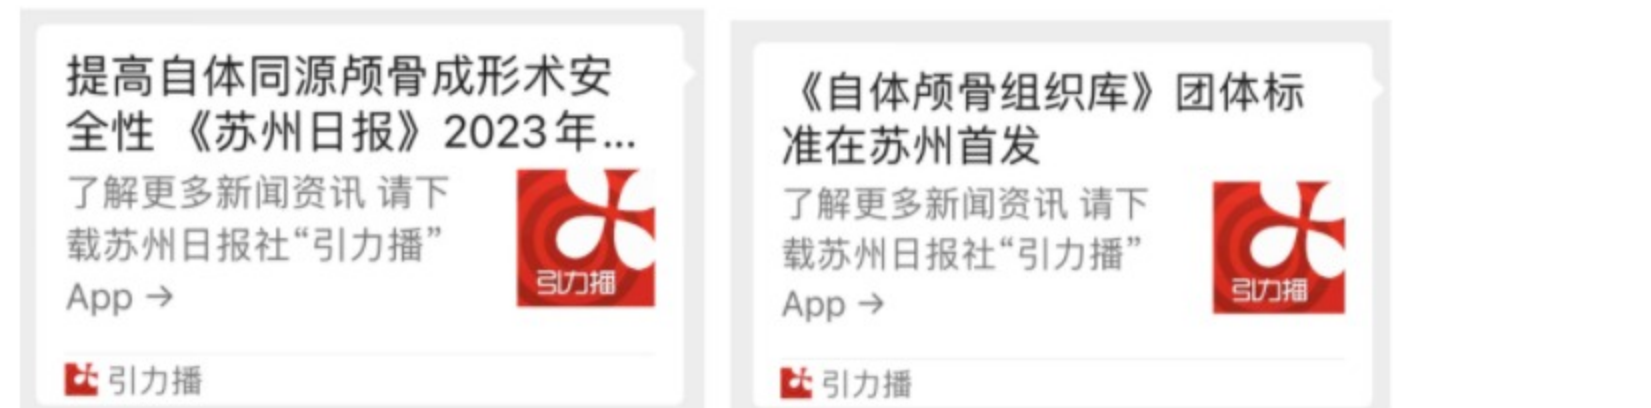 提高自体同源颅骨成形术安
全性 《苏州日报》2023年...
了解更多新闻资讯 请下
载苏州日报社“引力播”
App →
引力播
引力播
《自体颅骨组织库》团体标
准在苏州首发
了解更多新闻资讯 请下
载苏州日报社“引力播”
App →
引力播
引力播